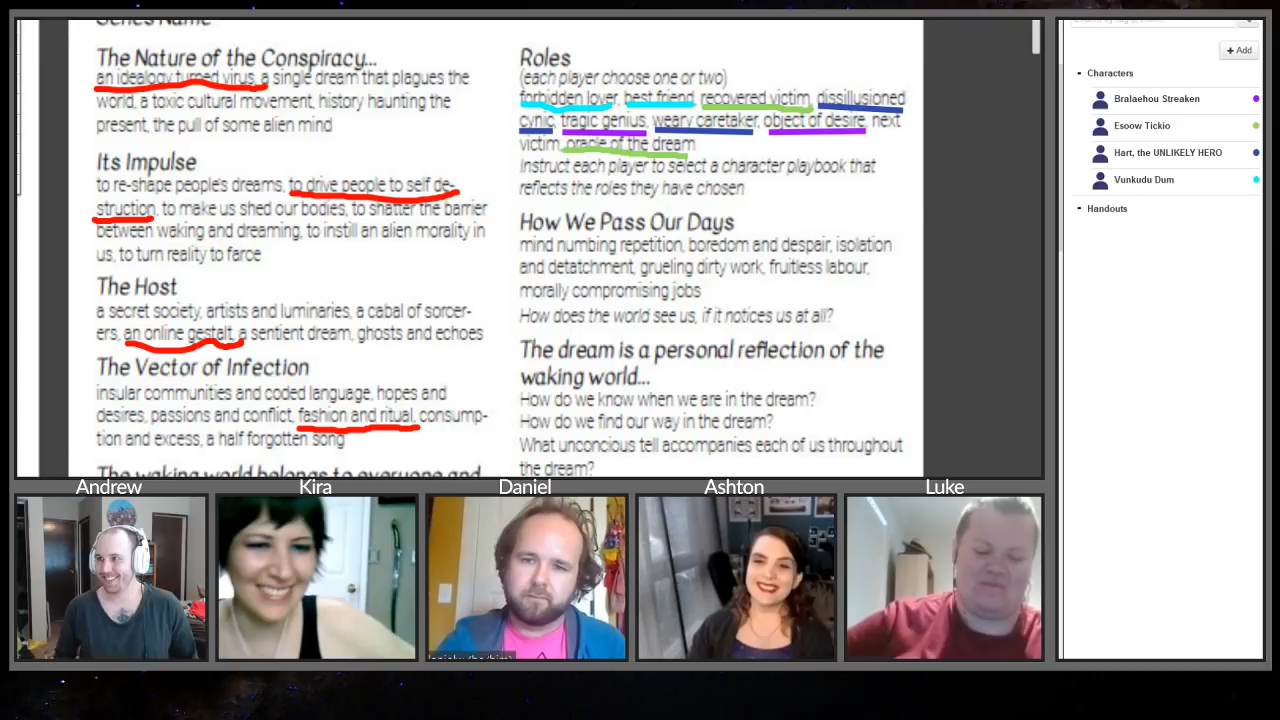 The Nature of the Conspiracy...
an idealogy turned virus, a single dream that plagues the
world, a toxic cultural movement, history haunting the
present, the pull of some alien mind
Its Impulse
to re-shape people's dreams, to drive people to self de-
struction, to make us shed our bodies, to shatter the barrier
between waking and dreaming, to instill an alien morality in
us, to turn reality to farce
The Host
a secret society, artists and luminaries, a cabal of sorcer-
ers, an online gestalt, a sentient dream, ghosts and echoes
The Vector of Infection
insular communities and coded language, hopes and
desires, passions and conflict, fashion and ritual, consump-
tion and excess, a half forgotten song
The waking world belongs to everyone and
Roles
(each player choose one or two)
forbidden lover, best friend, recovered victim, dissillusioned
cynic, tragic genius, weary caretaker, object of desire, next
victim, oracle of the dream
Instruct each player to select a character playbook that
reflects the roles they have chosen
How We Pass Our Days
mind numbing repetition, boredom and despair, isolation
and detatchment, grueling dirty work, fruitless labour,
morally compromising jobs
How does the world see us, if it notices us at all?
The dream is a personal reflection of the
waking world...
How do we know when we are in the dream?
How do we find our way in the dream?
What unconcious tell accompanies each of us throughout
the dream?
+ Add
Characters
Bralaehou Streaken
Esoow Tickio
Hart, the UNLIKELY HERO
Vunkudu Dum
Handouts
Andrew
Kira
Daniel
Ashton
Luke